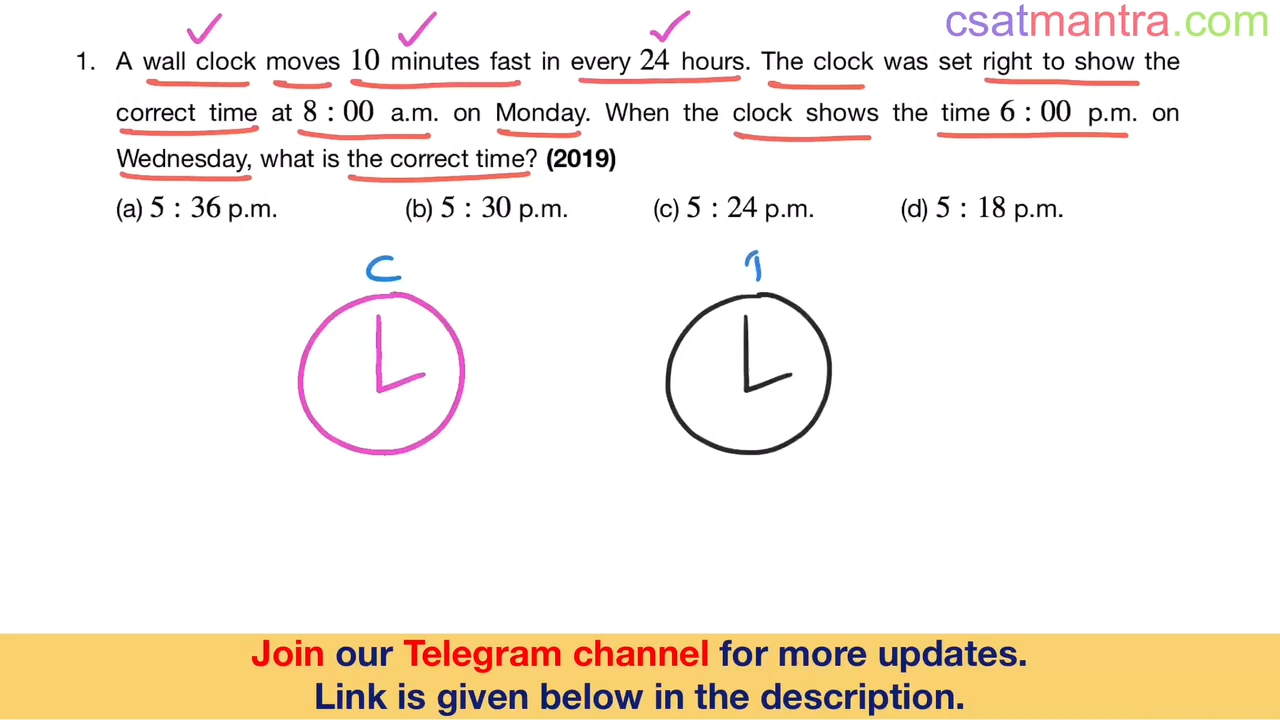 csatmantra.com
1. A wall clock moves 10 minutes fast in every 24 hours. The clock was set right to show the
correct time at 8 : 00 a.m. on Monday. When the clock shows the time 6 : 00 p.m. on
Wednesday, what is the correct time? (2019)
(a) 5 : 36 p.m. (b) 5 : 30 p.m. (c) 5 : 24 p.m. (d) 5 : 18 p.m.
C
Join our Telegram channel for more updates.
Link is given below in the description.